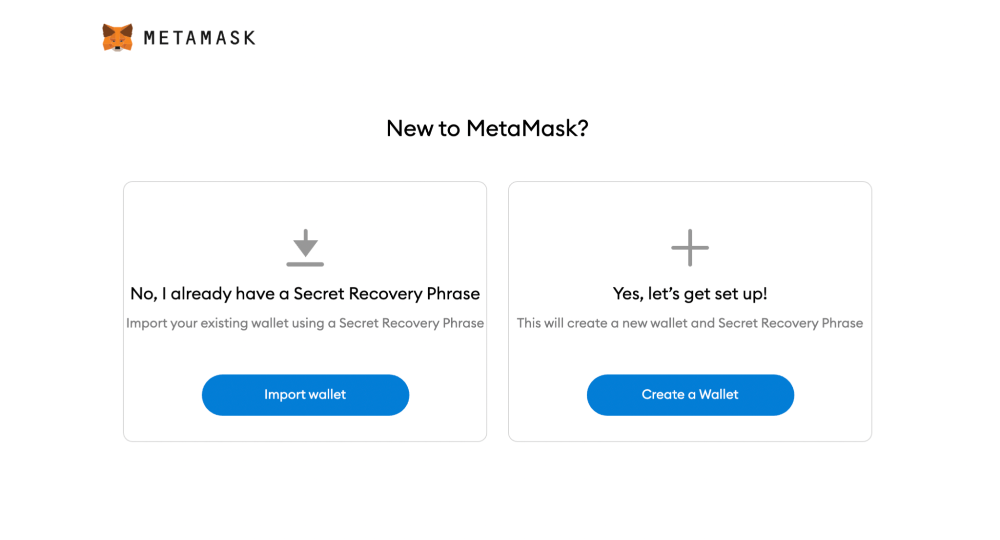 METAMASK
New to MetaMask?
No, I already have a Secret Recovery Phrase
Import your existing wallet using a Secret Recovery Phrase
Import wallet
Yes, let’s get set up!
This will create a new wallet and Secret Recovery Phrase
Create a Wallet